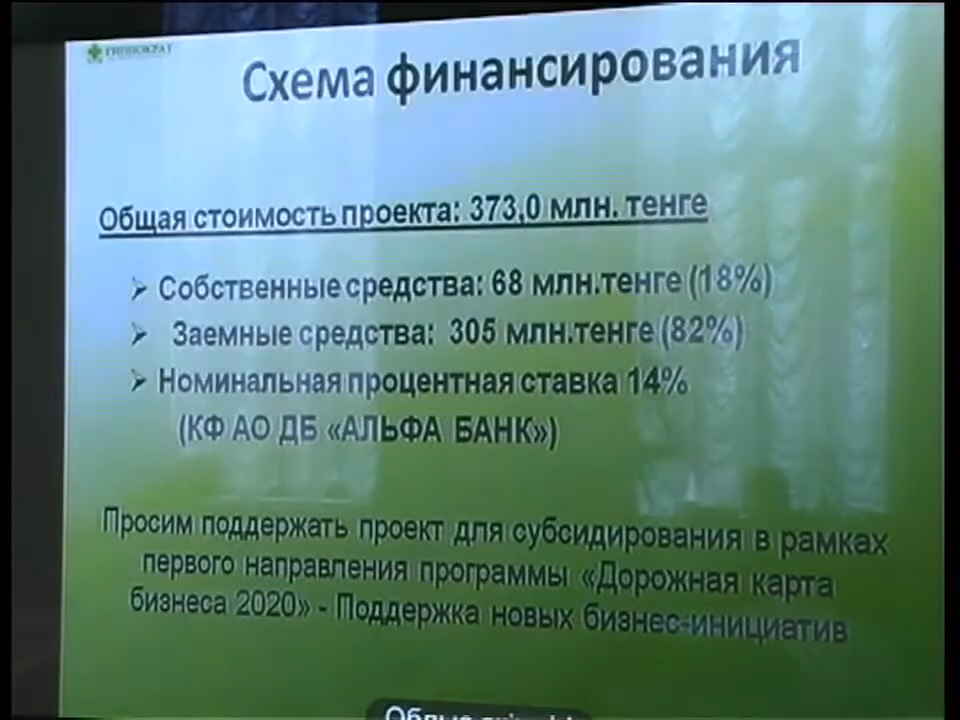 ГИППОКРАТ
Схема финансирования
Общая стоимость проекта: 373,0 млн. тенге
➢ Собственные средства: 68 млн.тенге (18%)
➢ Заемные средства: 305 млн.тенге (82%)
➢ Номинальная процентная ставка 14%
(КФ АО ДБ «АЛЬФА БАНК»)
Просим поддержать проект для субсидирования в рамках
первого направления программы «Дорожная карта
бизнеса 2020» - Поддержка новых бизнес-инициатив